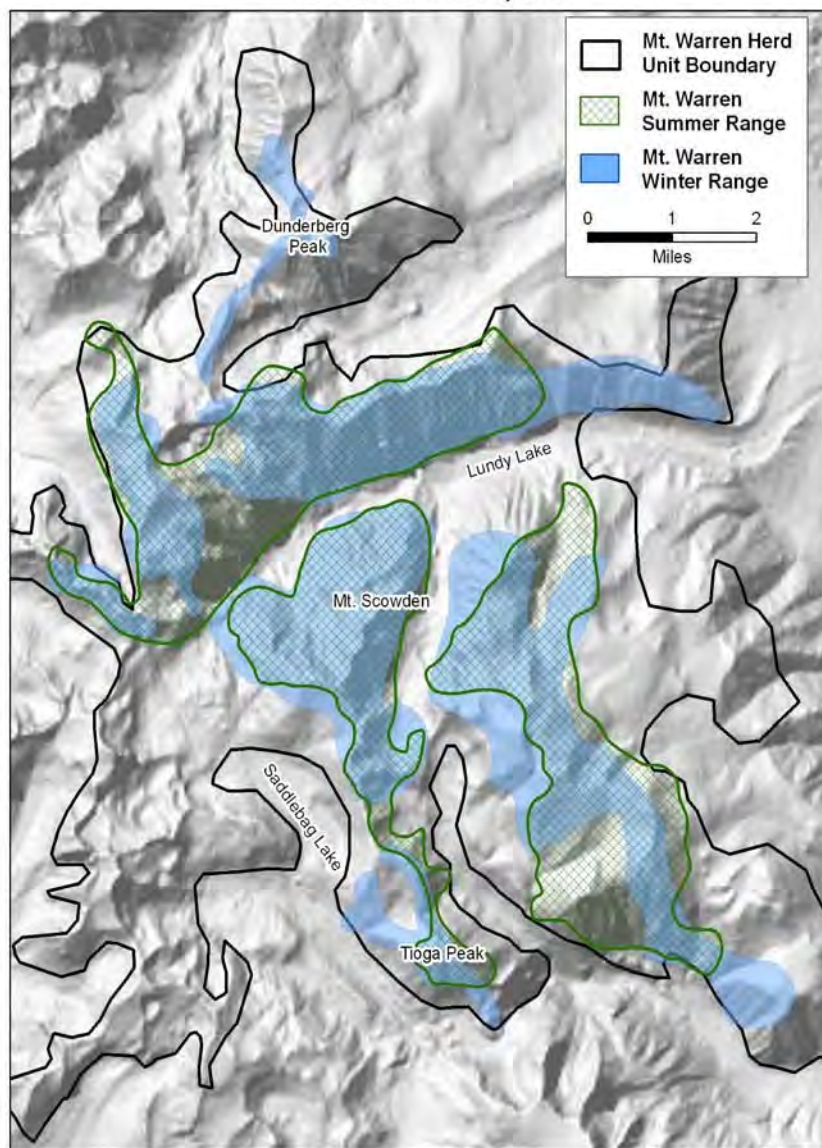 Mt. Warren Herd
Unit Boundary
Mt. Warren
Summer Range
Mt. Warren
Winter Range
0 1 2
Miles
Dunderberg
Peak
Lundy Lake
Mt. Scowden
Saddlebag Lake
Tioga Peak